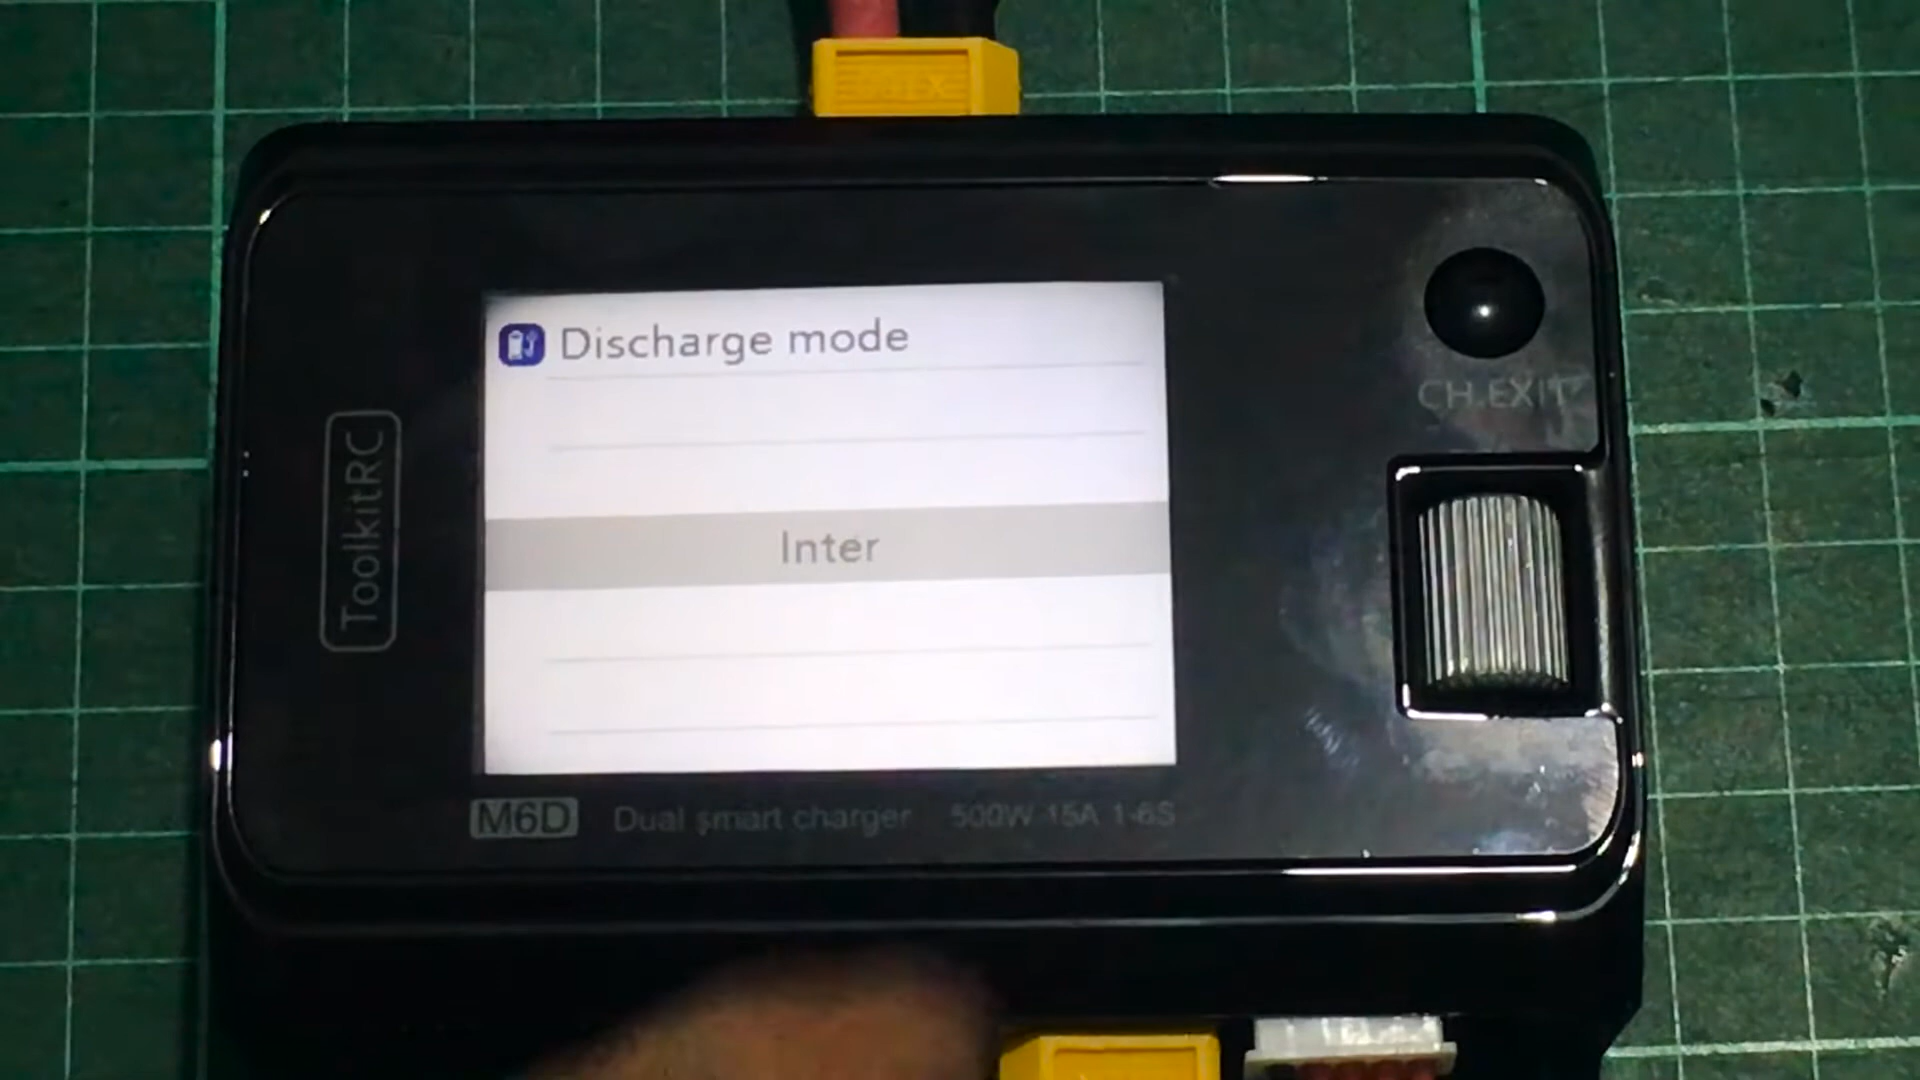 Discharge mode
Inter
CH.EXIT
ToolkitRC
M6D Dual smart charger 500W 15A 1-6S